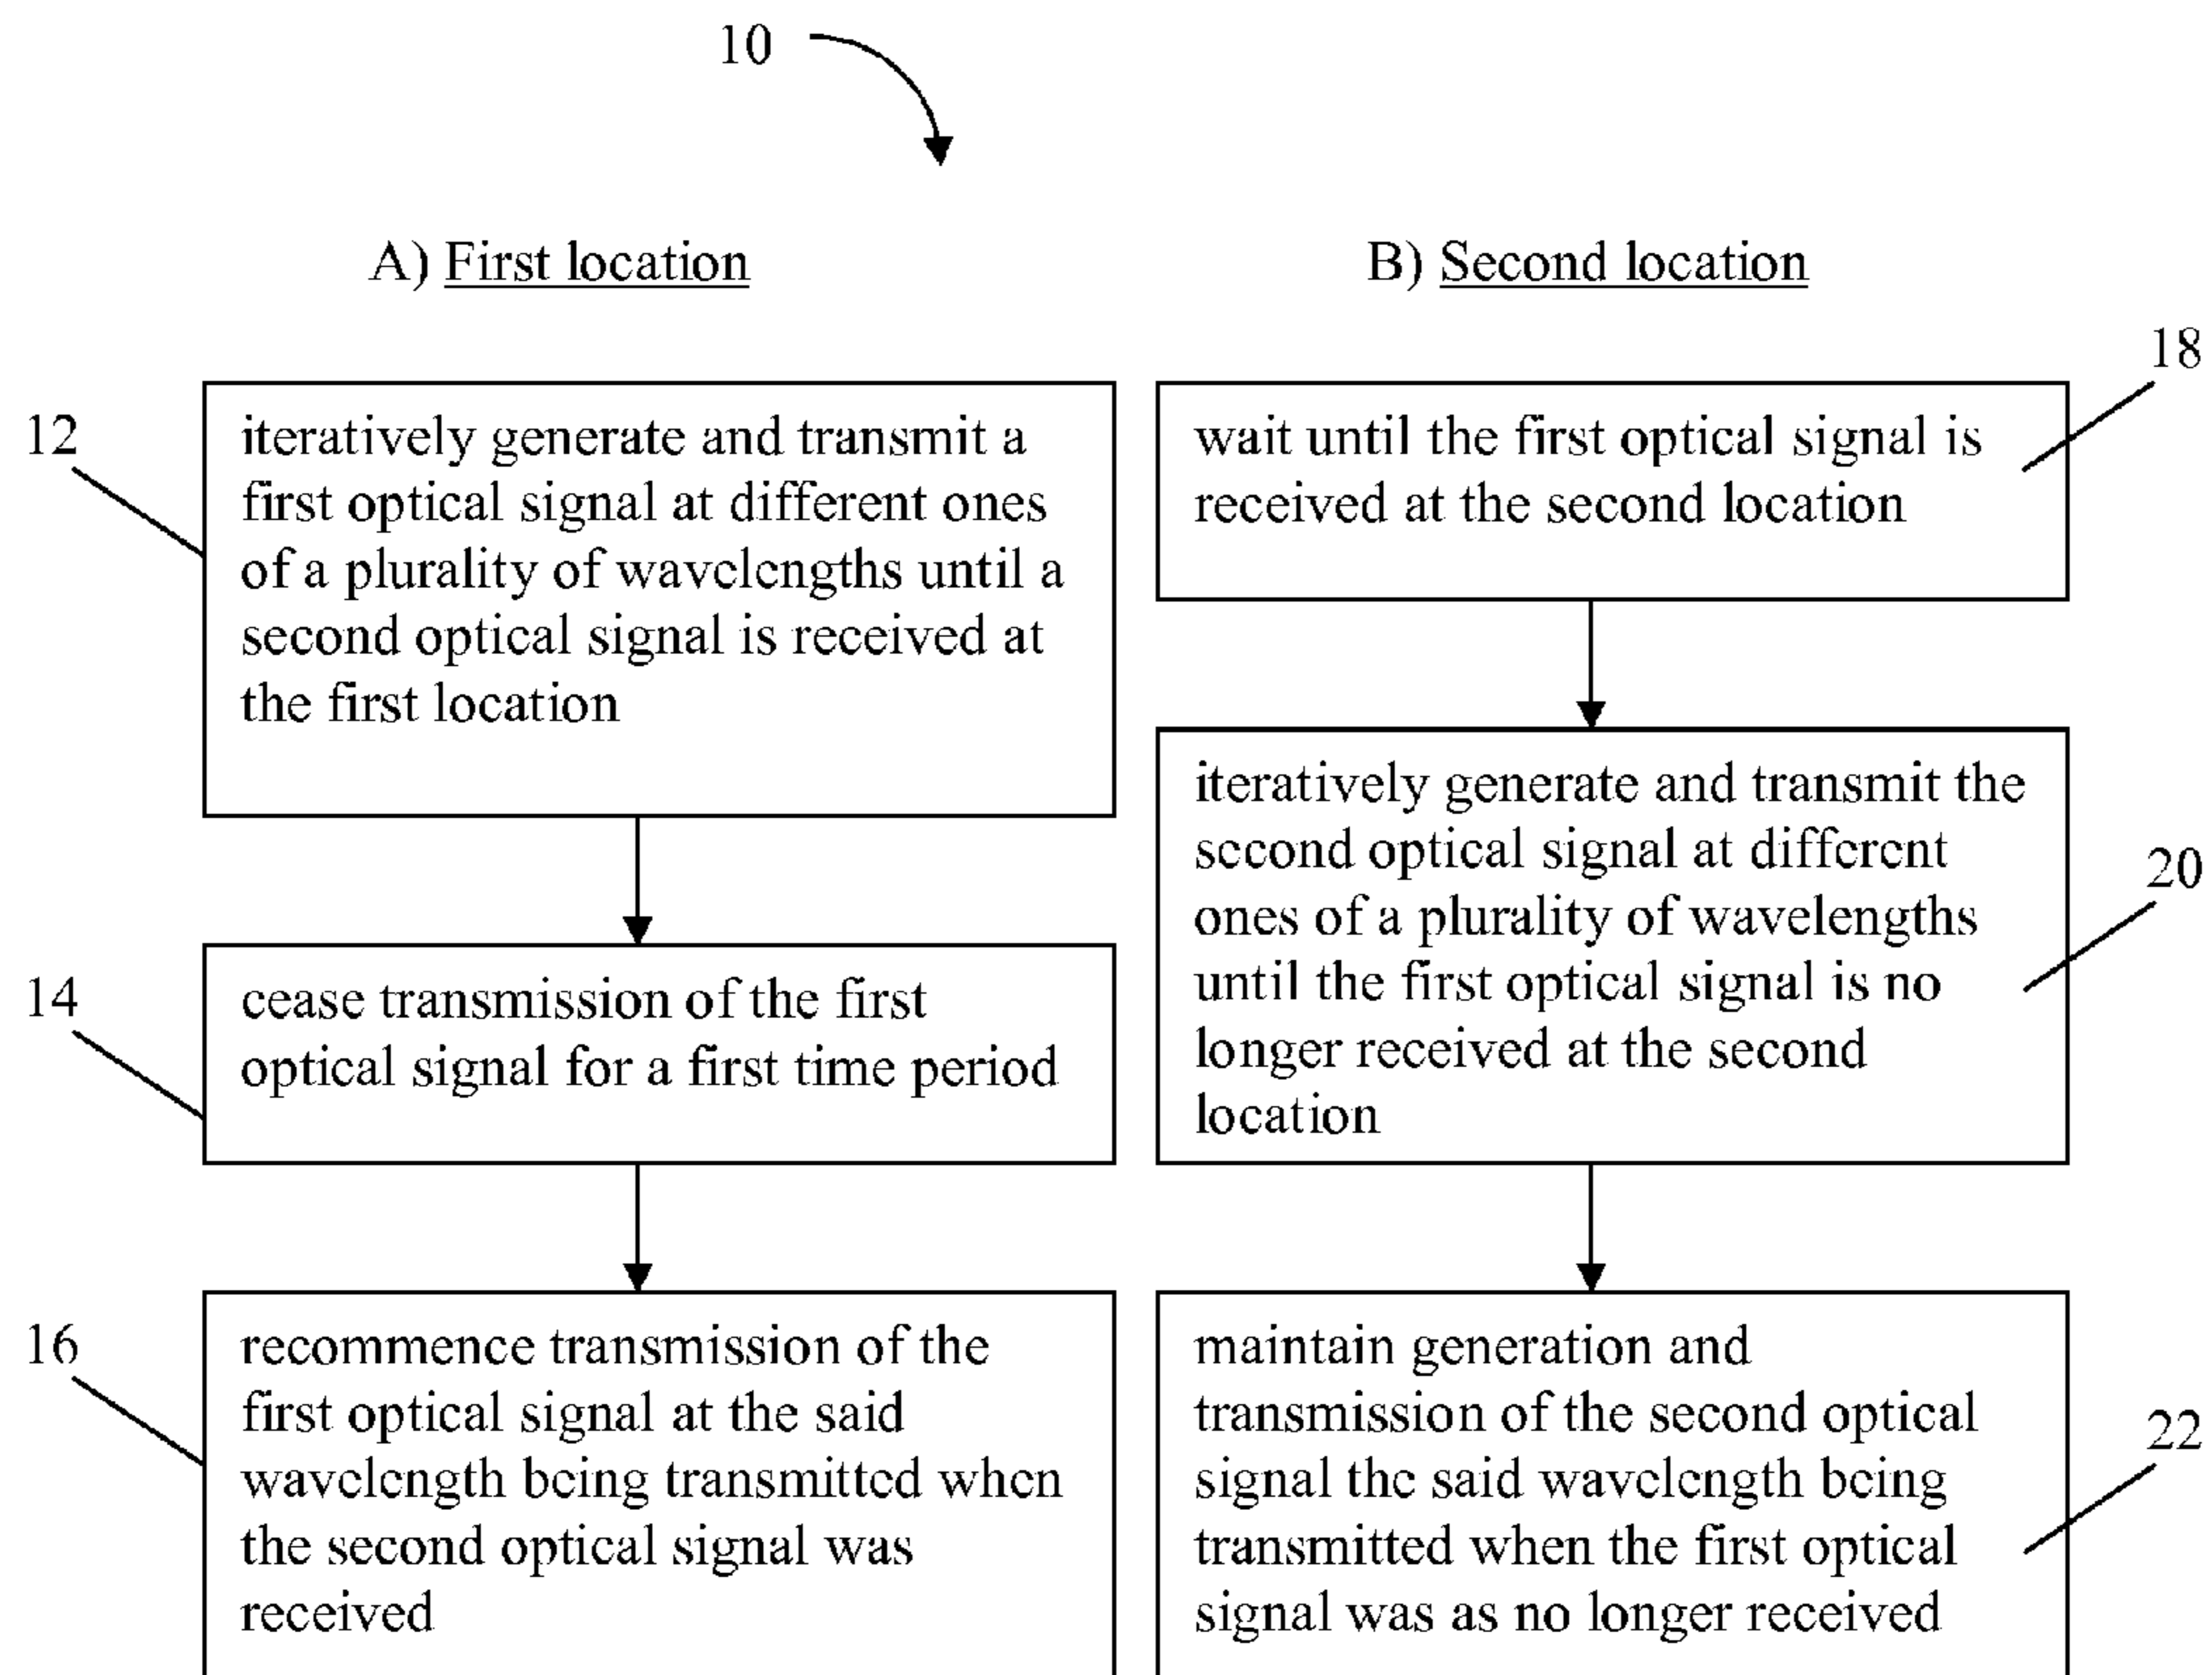 10
A) First location
B) Second location
12
iteratively generate and transmit a
first optical signal at different ones
of a plurality of wavelengths until a
second optical signal is received at
the first location
14
cease transmission of the first
optical signal for a first time period
16
recommence transmission of the
first optical signal at the said
wavelength being transmitted when
the second optical signal was
received
18
wait until the first optical signal is
received at the second location
20
iteratively generate and transmit the
second optical signal at different
ones of a plurality of wavelengths
until the first optical signal is no
longer received at the second
location
22
maintain generation and
transmission of the second optical
signal the said wavelength being
transmitted when the first optical
signal was as no longer received